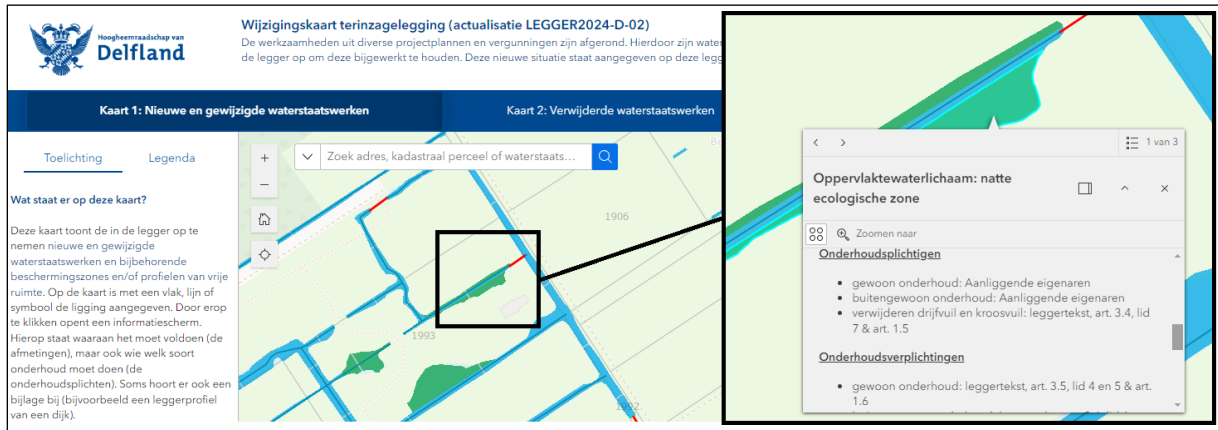 Hoogheemraadschap van
Delfland
Wijzigingskaart terinzagelegging (actualisatie LEGGER2024-D-02)
De werkzaamheden uit diverse projectplannen en vergunningen zijn afgerond. Hierdoor zijn water
de legger op om deze bijgewerkt te houden. Deze nieuwe situatie staat aangegeven op deze legg
Kaart 1: Nieuwe en gewijzigde waterstaatswerken
Kaart 2: Verwijderde waterstaatswerken
Toelichting
Legenda
Wat staat er op deze kaart?
Deze kaart toont de in de legger op te
nemen nieuwe en gewijzigde
waterstaatswerken en bijbehorende
beschermingszones en/of profielen van vrije
ruimte. Op de kaart is met een vlak, lijn of
symbool de ligging aangegeven. Door erop
te klikken opent een informatiescherm.
Hierop staat waaraan het moet voldoen (de
afmetingen), maar ook wie welk soort
onderhoud moet doen (de
onderhoudsplichten). Soms hoort er ook een
bijlage bij (bijvoorbeeld een leggerprofiel
van een dijk).
Zoek adres, kadastraal perceel of waterstaats...
Be
1906
1993
1992
1 van 3
Oppervlaktewaterlichaam: natte
ecologische zone
Zoomen naar
Onderhoudsplichtigen
• gewoon onderhoud: Aanliggende eigenaren
• buitengewoon onderhoud: Aanliggende eigenaren
• verwijderen drijfvuil en kroosvuil: leggertekst, art. 3.4, lid
7 & art. 1.5
Onderhoudsverplichtingen
• gewoon onderhoud: leggertekst, art. 3.5, lid 4 en 5 & art.
1.6